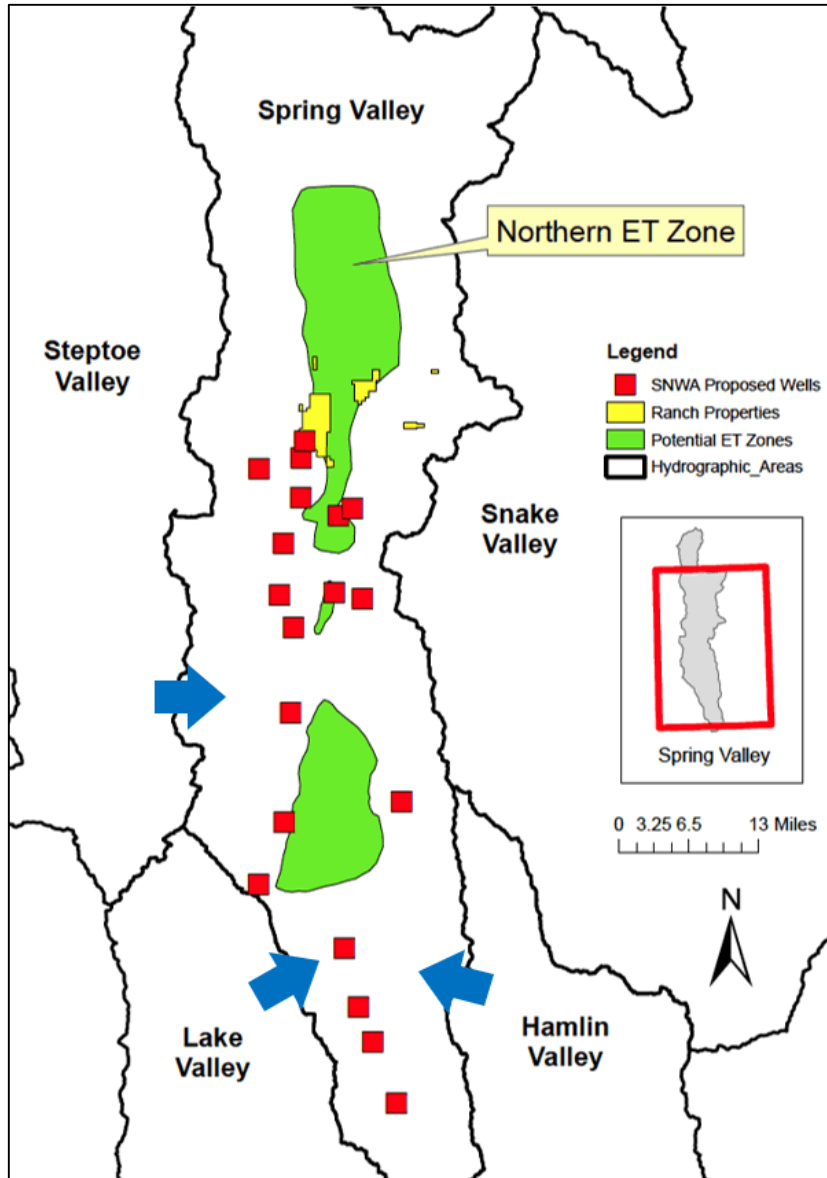 Spring Valley
Northern ET Zone
Steptoe
Valley
Legend
SNWA Proposed Wells
Ranch Properties
Potential ET Zones
Hydrographic_Areas
Snake
Valley
Spring Valley
0 3.25 6.5 13 Miles
N
Lake
Valley
Hamlin
Valley